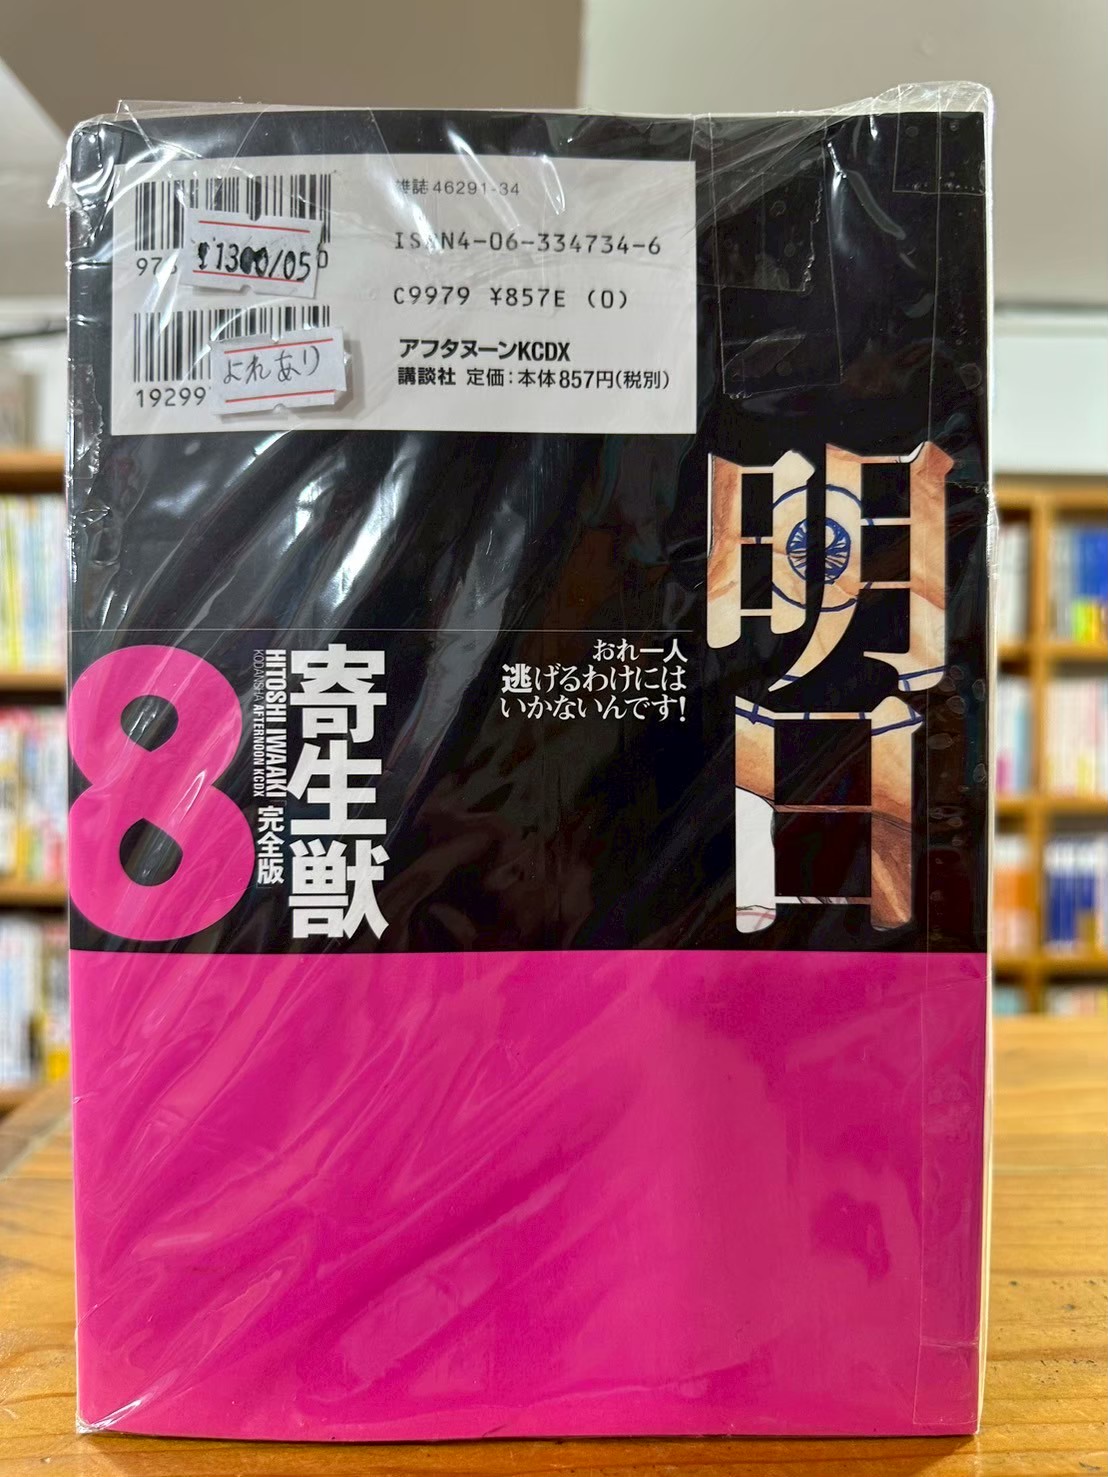 雑誌46291-34
ISBN4-06-334734-6
C9979 ¥857E (0)
アフタヌーンKCDX
講談社 定価：本体857円(税別)
¥1300/05
よれあり
19299
明日
おれ一人
逃げるわけには
いかないんです!
寄生獣
「完全版」
HITOSHI IWAAKI
KODANSHA AFTERNOON KCDX
8